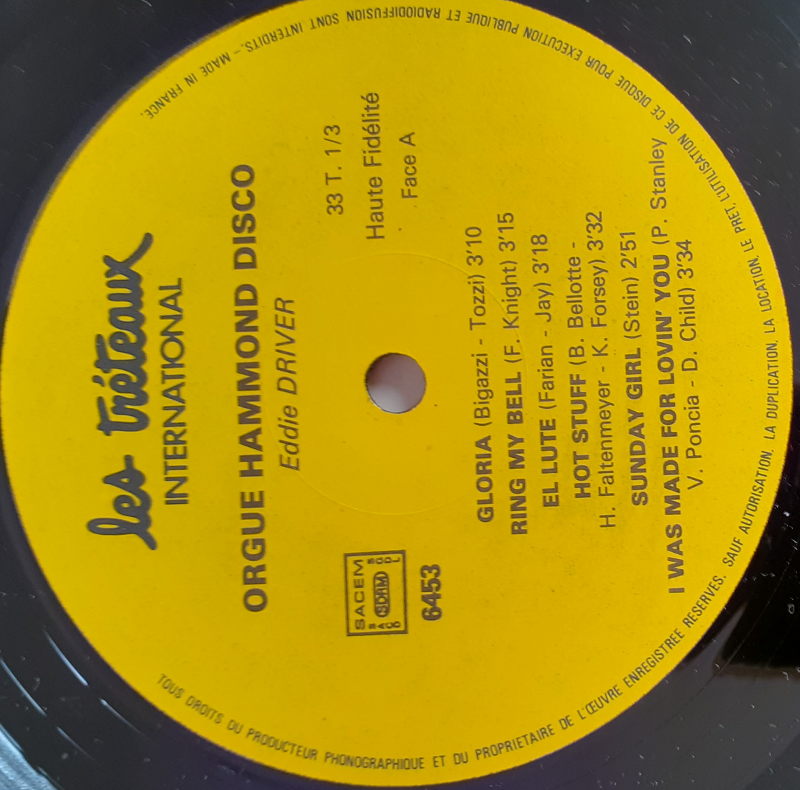 les tréteaux
INTERNATIONAL
ORGUE HAMMOND DISCO
Eddie DRIVER
33 T. 1/3
Haute Fidélité
Face A
SACEM
SACD SDRM SGDL
6453
GLORIA (Bigazzi - Tozzi) 3'10
RING MY BELL (F. Knight) 3'15
EL LUTE (Farian - Jay) 3'18
HOT STUFF (B. Bellotte -
H. Faltenmeyer - K. Forsey) 3'32
SUNDAY GIRL (Stein) 2'51
I WAS MADE FOR LOVIN' YOU (P. Stanley
V. Poncia - D. Child) 3'34
TOUS DROITS DU PRODUCTEUR PHONOGRAPHIQUE ET DU PROPRIETAIRE DE L'ŒUVRE ENREGISTREE RESERVES. SAUF AUTORISATION, LA DUPLICATION, LA LOCATION, LE PRET, L'UTILISATION DE CE DISQUE POUR EXECUTION PUBLIQUE ET RADIODIFFUSION SONT INTERDITS. - MADE IN FRANCE.